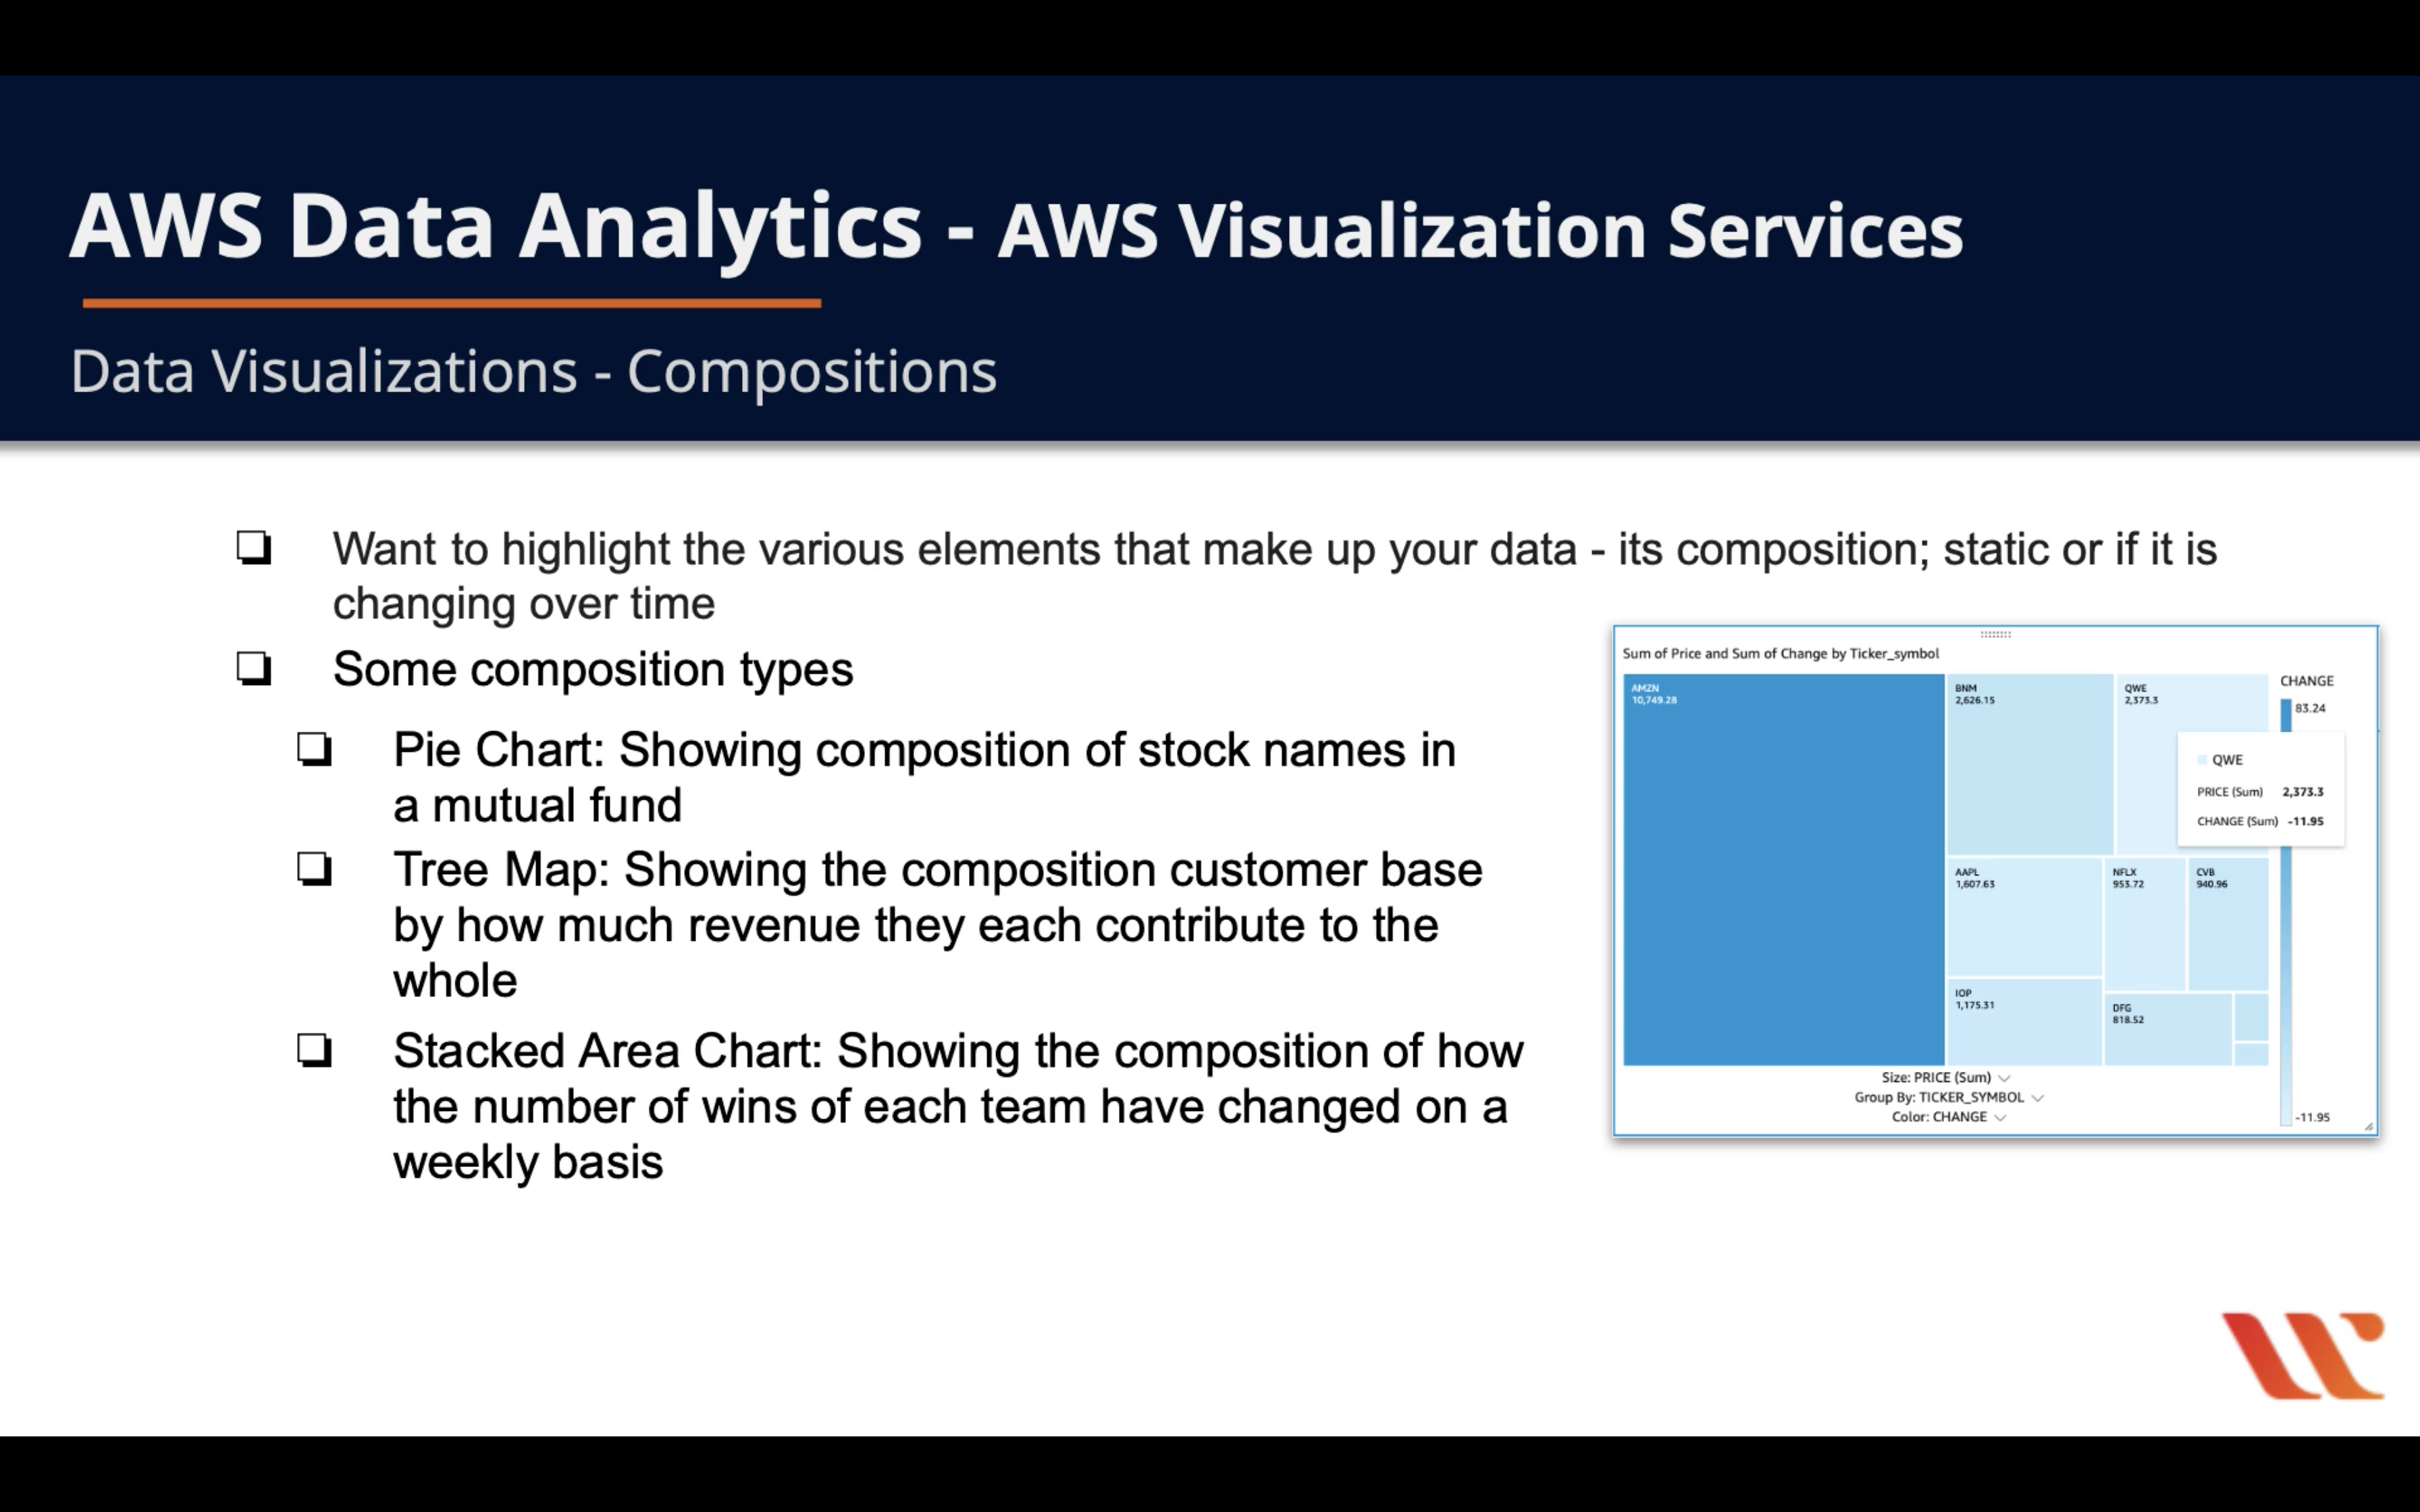 AWS Data Analytics - AWS Visualization Services
Data Visualizations - Compositions
Want to highlight the various elements that make up your data - its composition; static or if it is
changing over time
Some composition types
Pie Chart: Showing composition of stock names in
a mutual fund
Tree Map: Showing the composition customer base
by how much revenue they each contribute to the
whole
Stacked Area Chart: Showing the composition of how
the number of wins of each team have changed on a
weekly basis
Sum of Price and Sum of Change by Ticker_symbol
AMZN
10,749.28
BNM
2,626.15
QWE
2,373.3
CHANGE
83.24
QWE
PRICE (Sum) 2,373.3
CHANGE (Sum) -11.95
AAPL
1,607.63
NFLX
953.72
CVB
940.96
IOP
1,175.31
DFG
818.52
Size: PRICE (Sum)
Group By: TICKER_SYMBOL
Color: CHANGE
-11.95